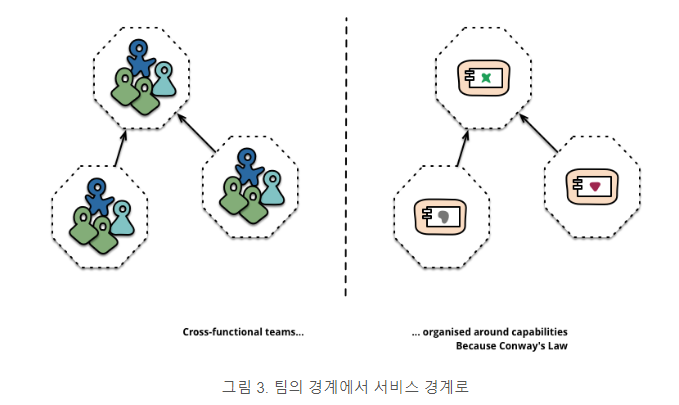 Cross-functional teams...
... organised around capabilities
Because Conway's Law
그림 3. 팀의 경계에서 서비스 경계로